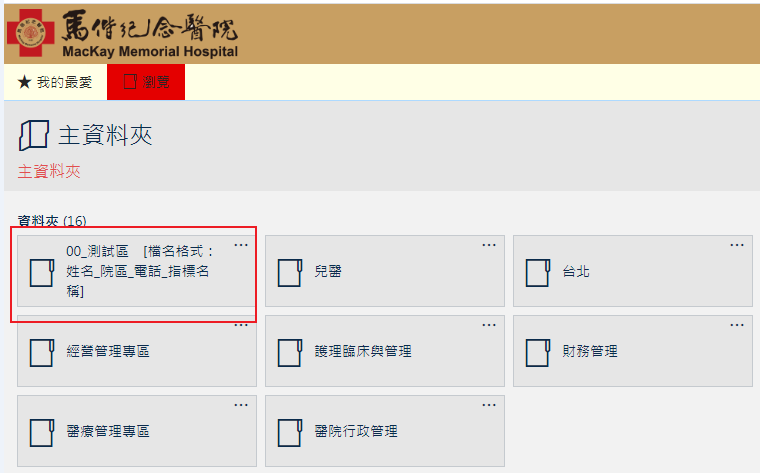 馬偕紀念醫院
MacKay Memorial Hospital
★ 我的最愛
瀏覽
主資料夾
主資料夾
資料夾 (16)
00_測試區 [檔名格式：
姓名_院區_電話_指標名
稱]
兒醫
台北
經營管理專區
護理臨床與管理
財務管理
醫療管理專區
醫院行政管理